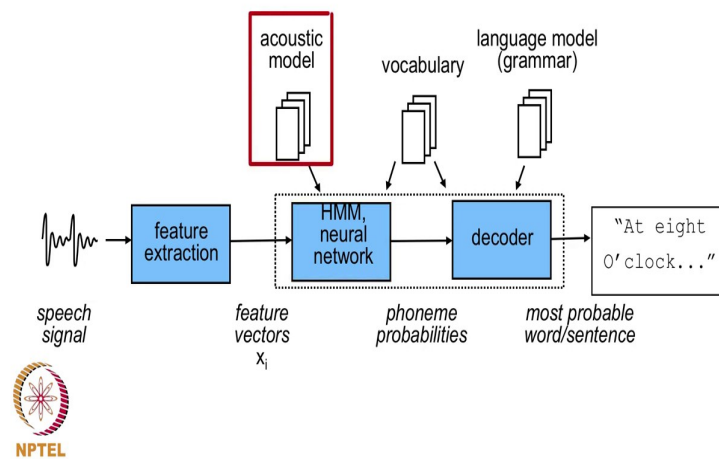 acoustic
model
vocabulary
language model
(grammar)
feature
extraction
HMM,
neural
network
decoder
“At eight
O’clock...”
speech
signal
feature
vectors
xi
phoneme
probabilities
most probable
word/sentence
NPTEL